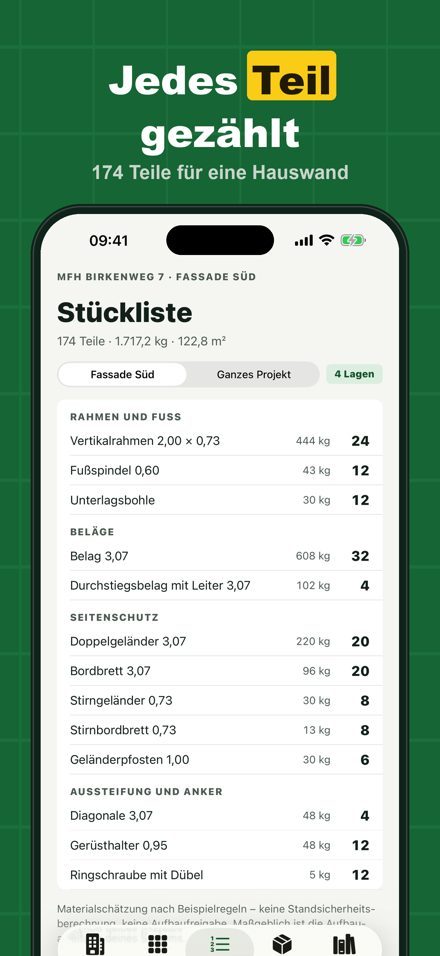 Jedes Teil
gezählt
174 Teile für eine Hauswand
09:41
MFH BIRKENWEG 7 · FASSADE SÜD
Stückliste
174 Teile · 1.717,2 kg · 122,8 m²
Fassade Süd Ganzes Projekt 4 Lagen
RAHMEN UND FUSS
Vertikalrahmen 2,00 × 0,73 444 kg 24
Fußspindel 0,60 43 kg 12
Unterlagsbohle 30 kg 12
BELÄGE
Belag 3,07 608 kg 32
Durchstiegsbelag mit Leiter 3,07 102 kg 4
SEITENSCHUTZ
Doppelgeländer 3,07 220 kg 20
Bordbrett 3,07 96 kg 20
Stirngeländer 0,73 30 kg 8
Stirnbordbrett 0,73 13 kg 8
Geländerpfosten 1,00 30 kg 6
AUSSTEIFUNG UND ANKER
Diagonale 3,07 48 kg 4
Gerüsthalter 0,95 48 kg 12
Ringschraube mit Dübel 5 kg 12
Materialschätzung nach Beispielregeln – keine Standsicherheits-
berechnung, keine Aufbaufreigabe. Maßgeblich ist die Aufbau-